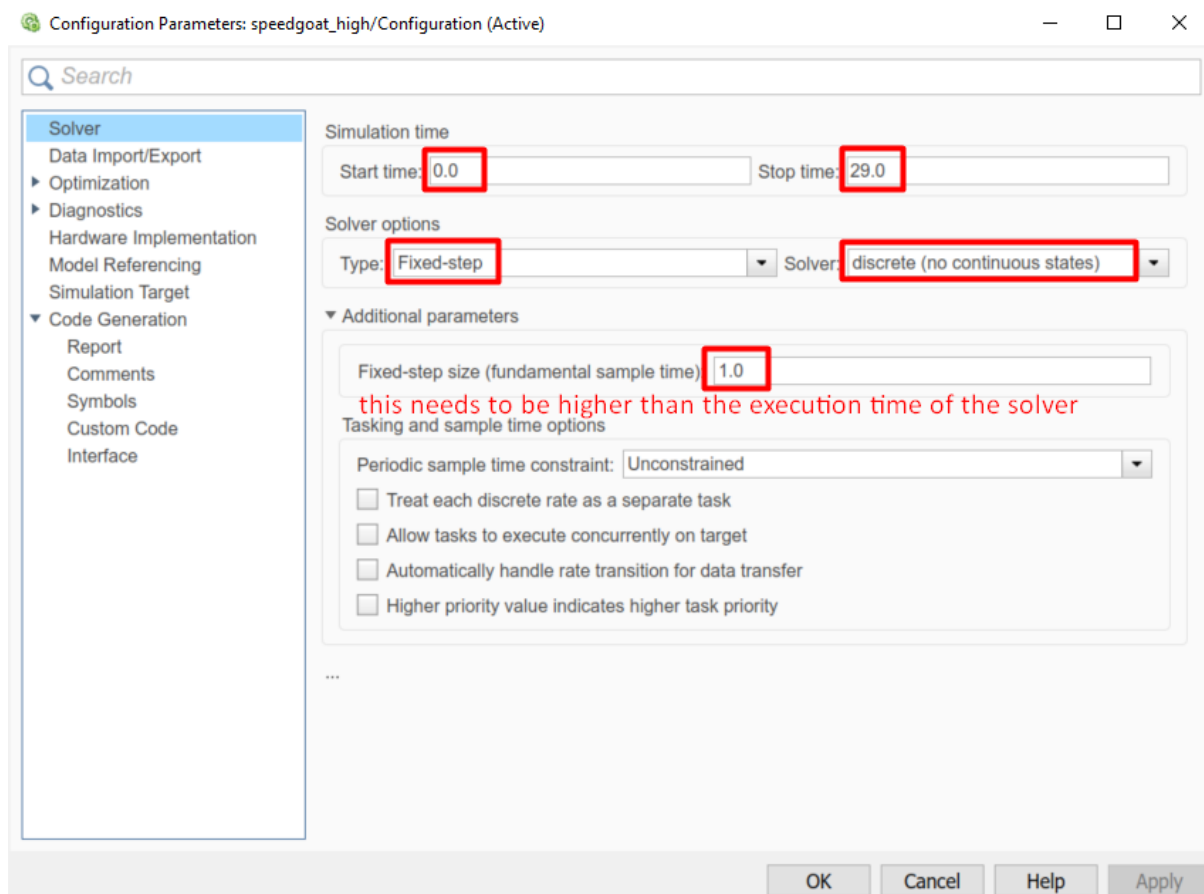 Configuration Parameters: speedgoat_high/Configuration (Active)
Search
Solver
Data Import/Export
Optimization
Diagnostics
Hardware Implementation
Model Referencing
Simulation Target
Code Generation
Report
Comments
Symbols
Custom Code
Interface
Simulation time
Start time: 0.0 Stop time: 29.0
Solver options
Type: Fixed-step Solver: discrete (no continuous states)
Additional parameters
Fixed-step size (fundamental sample time) 1.0
this needs to be higher than the execution time of the solver
Tasking and sample time options
Periodic sample time constraint: Unconstrained
Treat each discrete rate as a separate task
Allow tasks to execute concurrently on target
Automatically handle rate transition for data transfer
Higher priority value indicates higher task priority
...
OK Cancel Help Apply